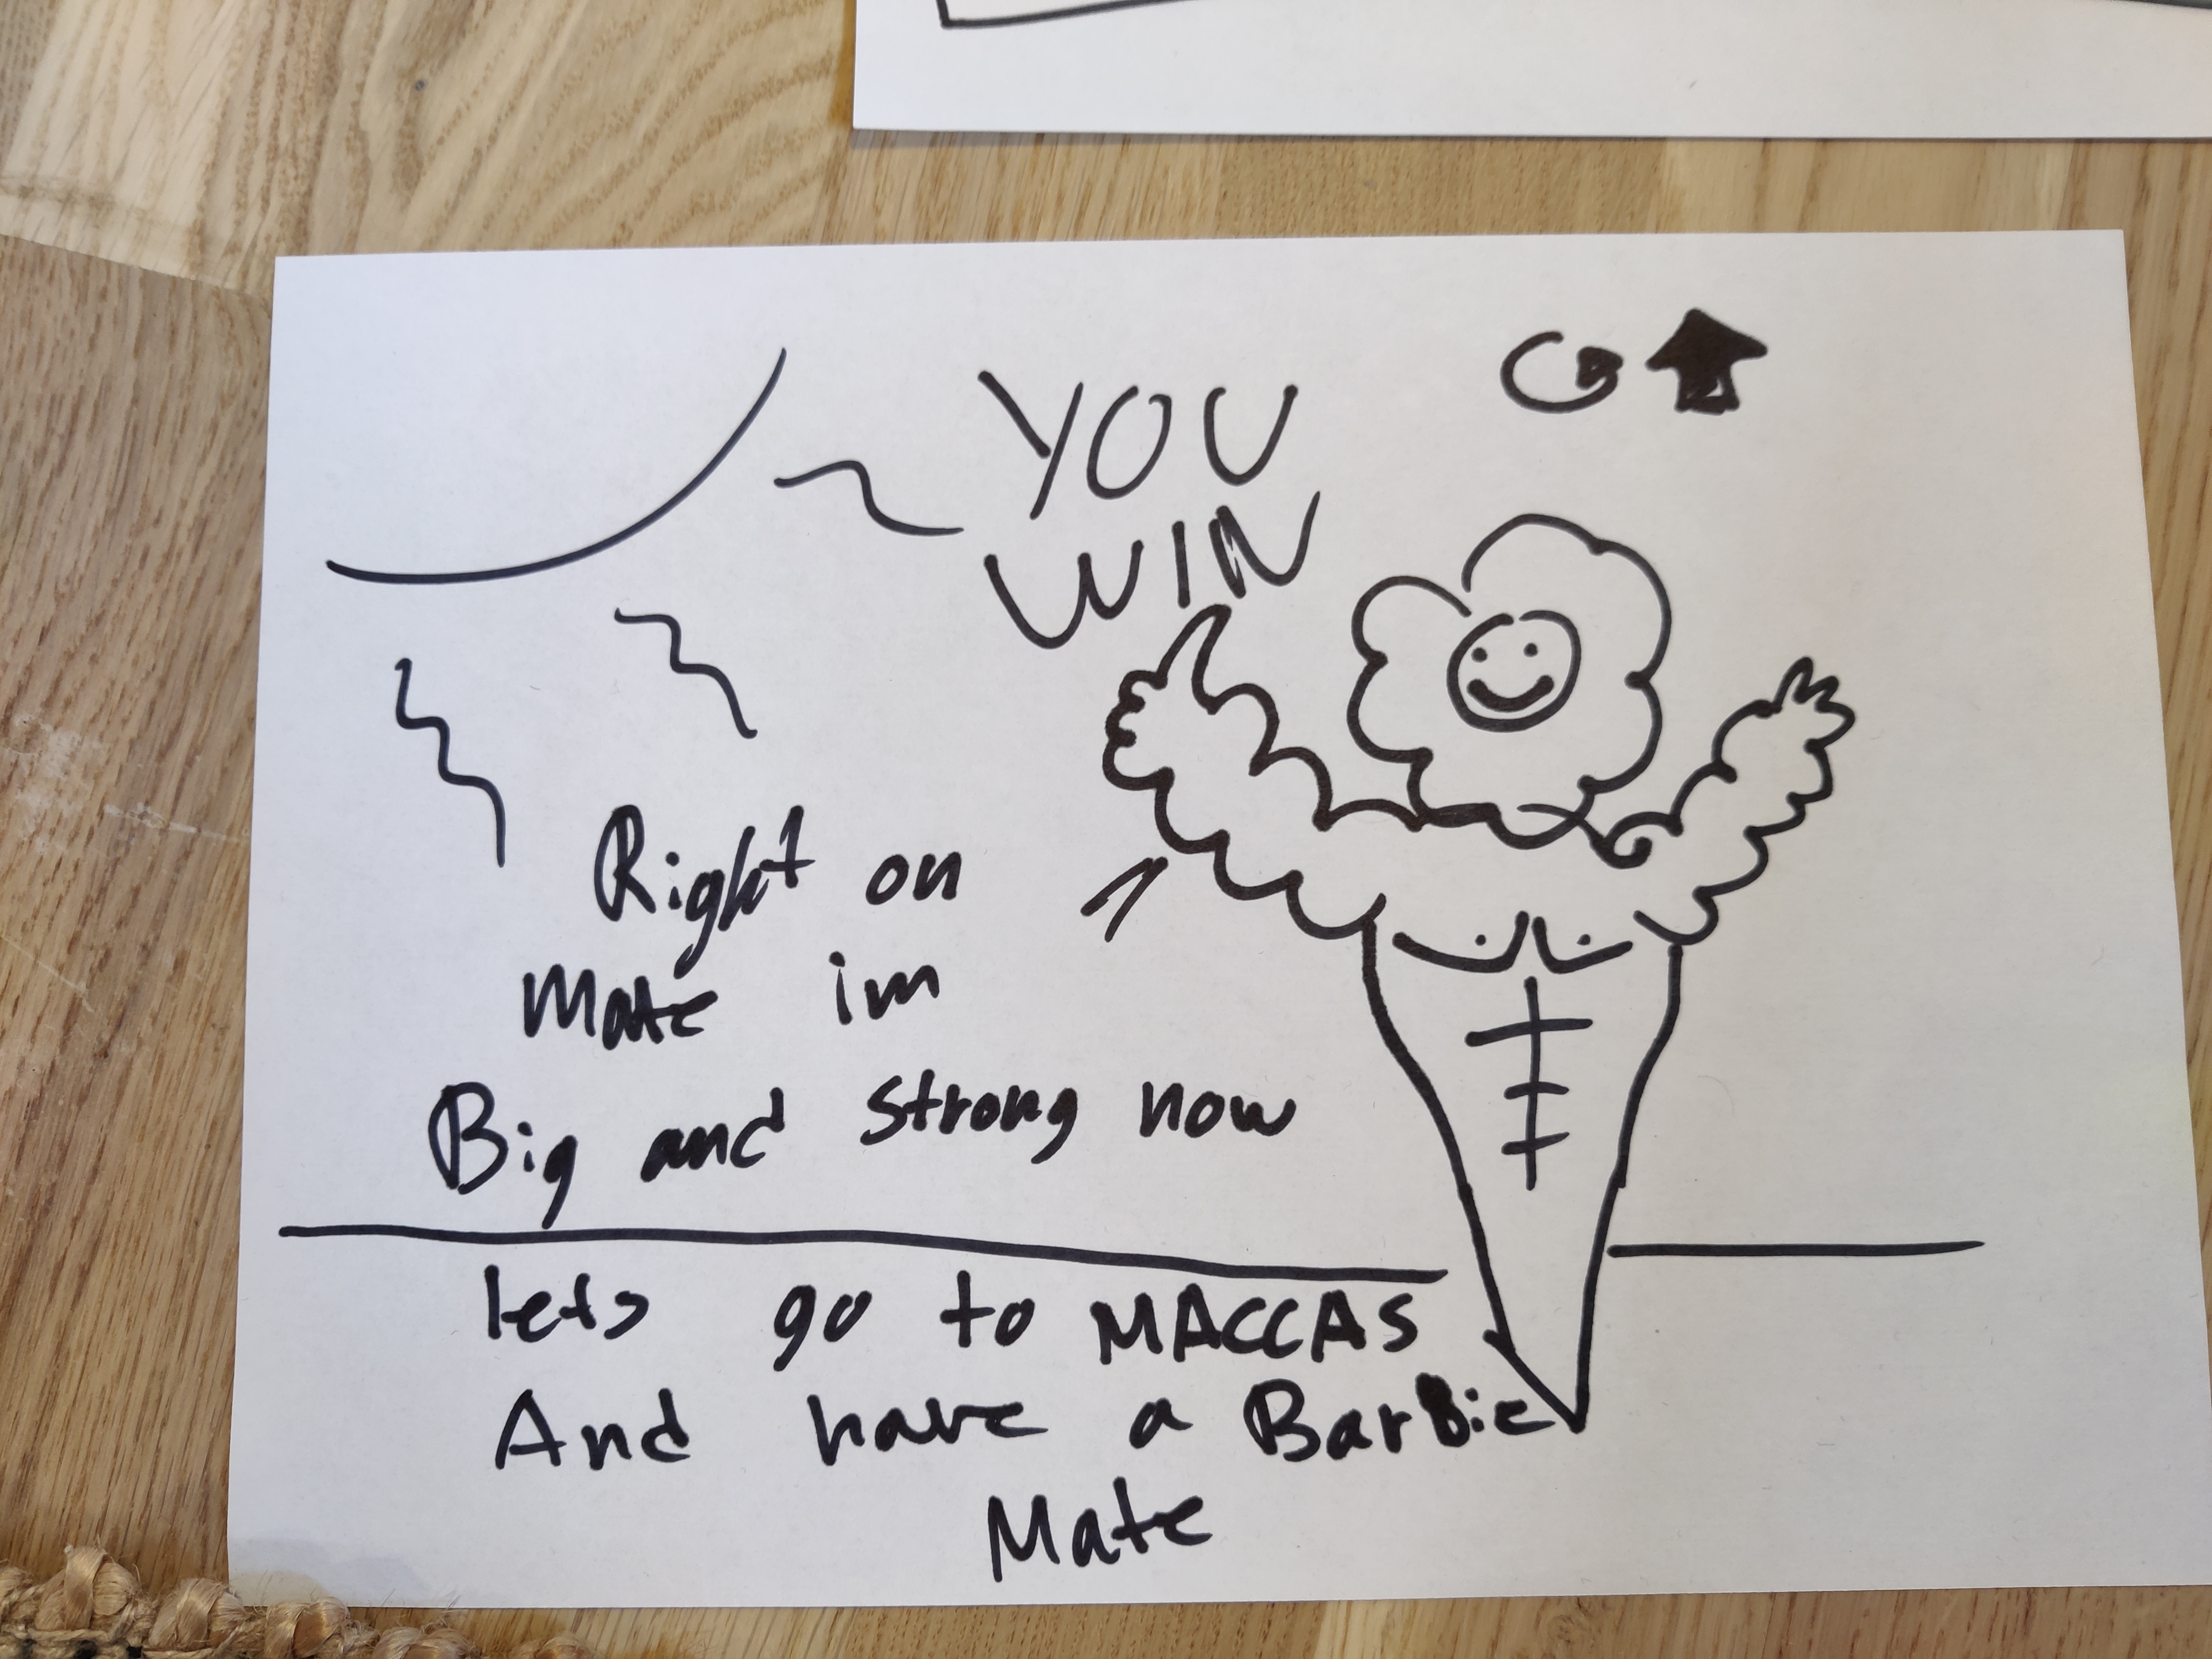 YOU
WIN
Right on
Mate im
Big and strong now
lets go to MACCAS
And have a Barbie
Mate